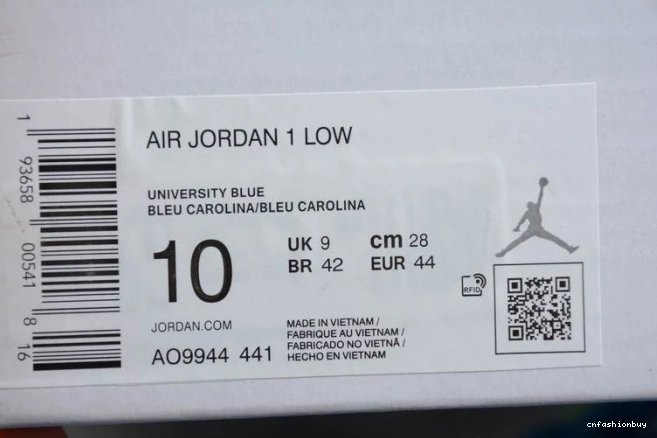 AIR JORDAN 1 LOW
UNIVERSITY BLUE
BLEU CAROLINA/BLEU CAROLINA
10
UK 9
cm 28
BR 42
EUR 44
RFID
JORDAN.COM
AO9944 441
MADE IN VIETNAM /
FABRIQUE AU VIETNAM /
FABRICADO NO VIETNÃ /
HECHO EN VIETNAM
1 93658 00541 8 16
cnfashionbuy